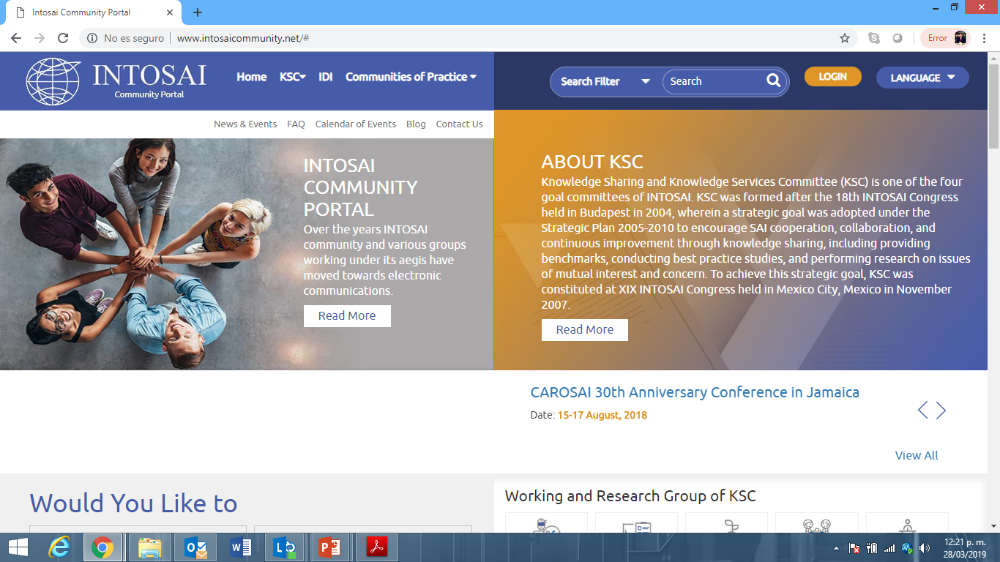 Intosai Community Portal
No es seguro
www.intosaicommunity.net/#
Error
INTOSAI
Community Portal
Home KSC IDI Communities of Practice
Search Filter
Search
LOGIN
LANGUAGE
News & Events FAQ Calendar of Events Blog Contact Us
INTOSAI
COMMUNITY
PORTAL
Over the years INTOSAI
community and various groups
working under its aegis have
moved towards electronic
communications.
Read More
ABOUT KSC
Knowledge Sharing and Knowledge Services Committee (KSC) is one of the four
goal committees of INTOSAI. KSC was formed after the 18th INTOSAI Congress
held in Budapest in 2004, wherein a strategic goal was adopted under the
Strategic Plan 2005-2010 to encourage SAI cooperation, collaboration, and
continuous improvement through knowledge sharing, including providing
benchmarks, conducting best practice studies, and performing research on issues
of mutual interest and concern. To achieve this strategic goal, KSC was
constituted at XIX INTOSAI Congress held in Mexico City, Mexico in November
2007.
Read More
CAROSAI 30th Anniversary Conference in Jamaica
Date: 15-17 August, 2018
View All
Would You Like to
Working and Research Group of KSC
12:21 p. m.
28/03/2019